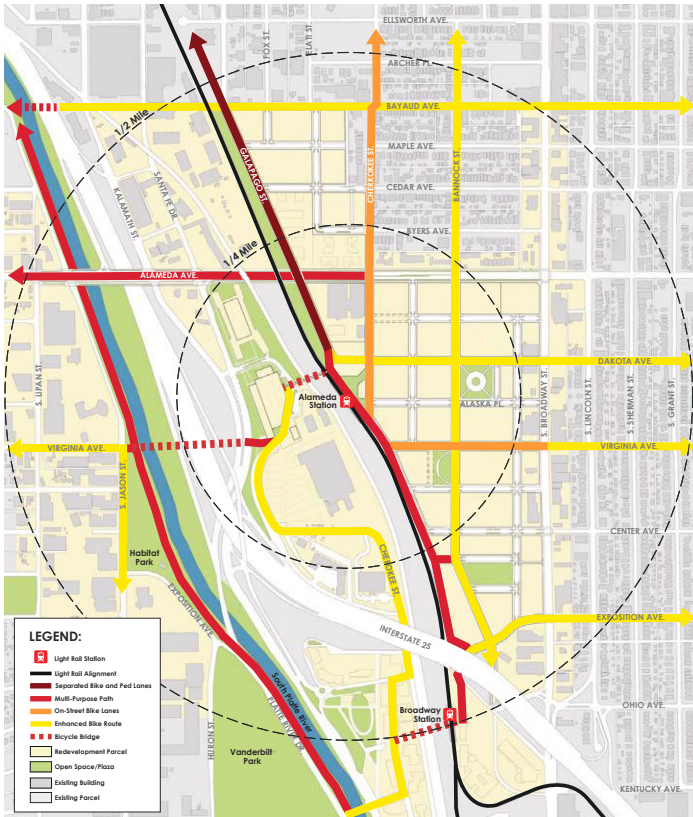 ELLSWORTH AVE.
FOX ST.
ELATI ST.
ARCHER PL.
BAYAUD AVE.
1/2 Mile
MAPLE AVE.
GALAPAGO ST.
CHERKOKEE ST.
BANNOCK ST.
KALAMATH ST.
SANTA FE DR.
CEDAR AVE.
BYERS AVE.
1/4 Mile
ALAMEDA AVE.
DAKOTA AVE.
S. LIPAN ST.
Alameda
Station
ALASKA PL.
S. BROADWAY ST.
S. LINCOLN ST.
S. SHERMAN ST.
S. GRANT ST.
VIRGINIA AVE.
VIRGINIA AVE.
S. JASON ST.
CENTER AVE.
Habitat
Park
CHEROKEE ST.
EXPOSITION AVE.
EXPOSITION AVE.
INTERSTATE 25
LEGEND:
Light Rail Station
Light Rail Alignment
Separated Bike and Ped Lanes
Multi-Purpose Path
On-Street Bike Lanes
Enhanced Bike Route
Bicycle Bridge
Redevelopment Parcel
Open Space/Plaza
Existing Building
Existing Parcel
South Platte River
PLATTE RIVER DR.
HURON ST.
Vanderbilt
Park
Broadway
Station
OHIO AVE.
KENTUCKY AVE.